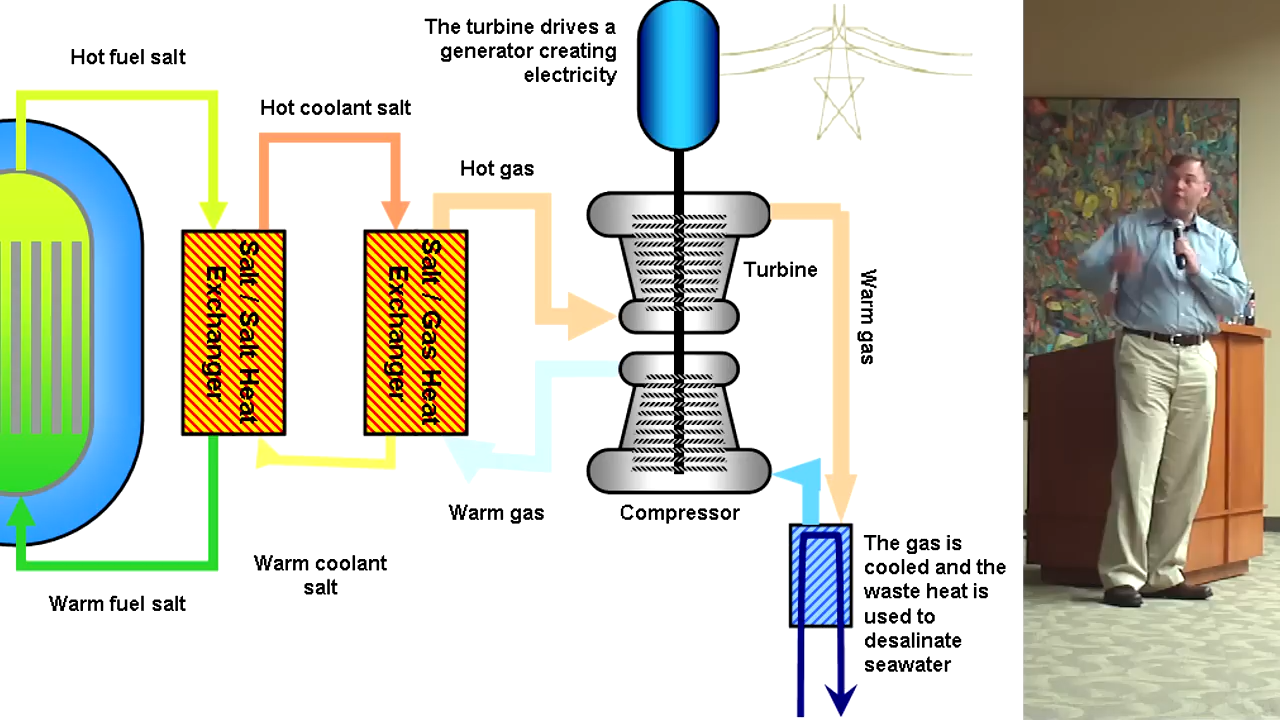 The turbine drives a
generator creating
electricity
Hot fuel salt
Hot coolant salt
Hot gas
Salt / Salt Heat
Exchanger
Salt / Gas Heat
Exchanger
Turbine
Warm gas
Warm gas
Compressor
Warm coolant
salt
Warm fuel salt
The gas is
cooled and the
waste heat is
used to
desalinate
seawater